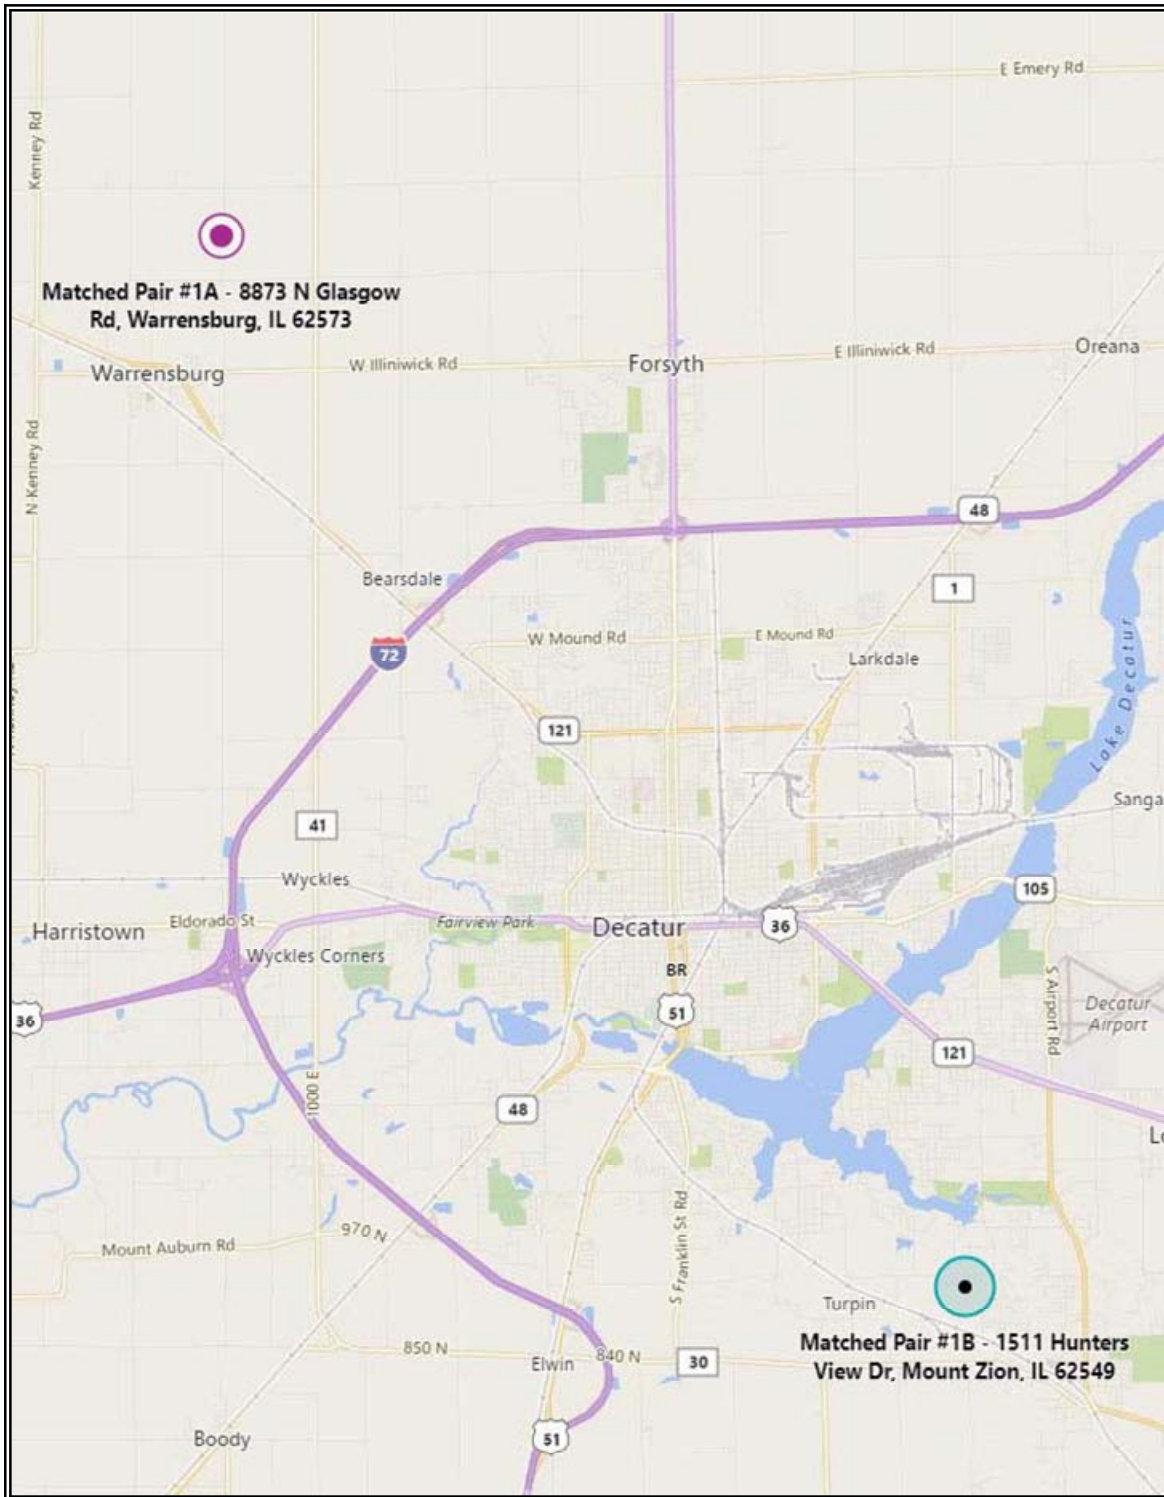 E Emery Rd
Kenney Rd
Matched Pair #1A - 8873 N Glasgow
Rd, Warrensburg, IL 62573
Warrensburg
W Illiniwick Rd
Forsyth
E Illiniwick Rd
Oreana
N Kenney Rd
48
Bearsdale
1
W Mound Rd
E Mound Rd
72
Larkdale
Lake Decatur
121
Sanga
41
Wyckles
105
Harristown
Eldorado St
Fairview Park
Decatur
36
Wyckles Corners
BR
51
36
S Airport Rd
Decatur
Airport
121
1000 E
48
Lo
970 N
Mount Auburn Rd
S Franklin St Rd
Turpin
Matched Pair #1B - 1511 Hunters
View Dr, Mount Zion, IL 62549
850 N
Elwin
840 N
30
Boody
51